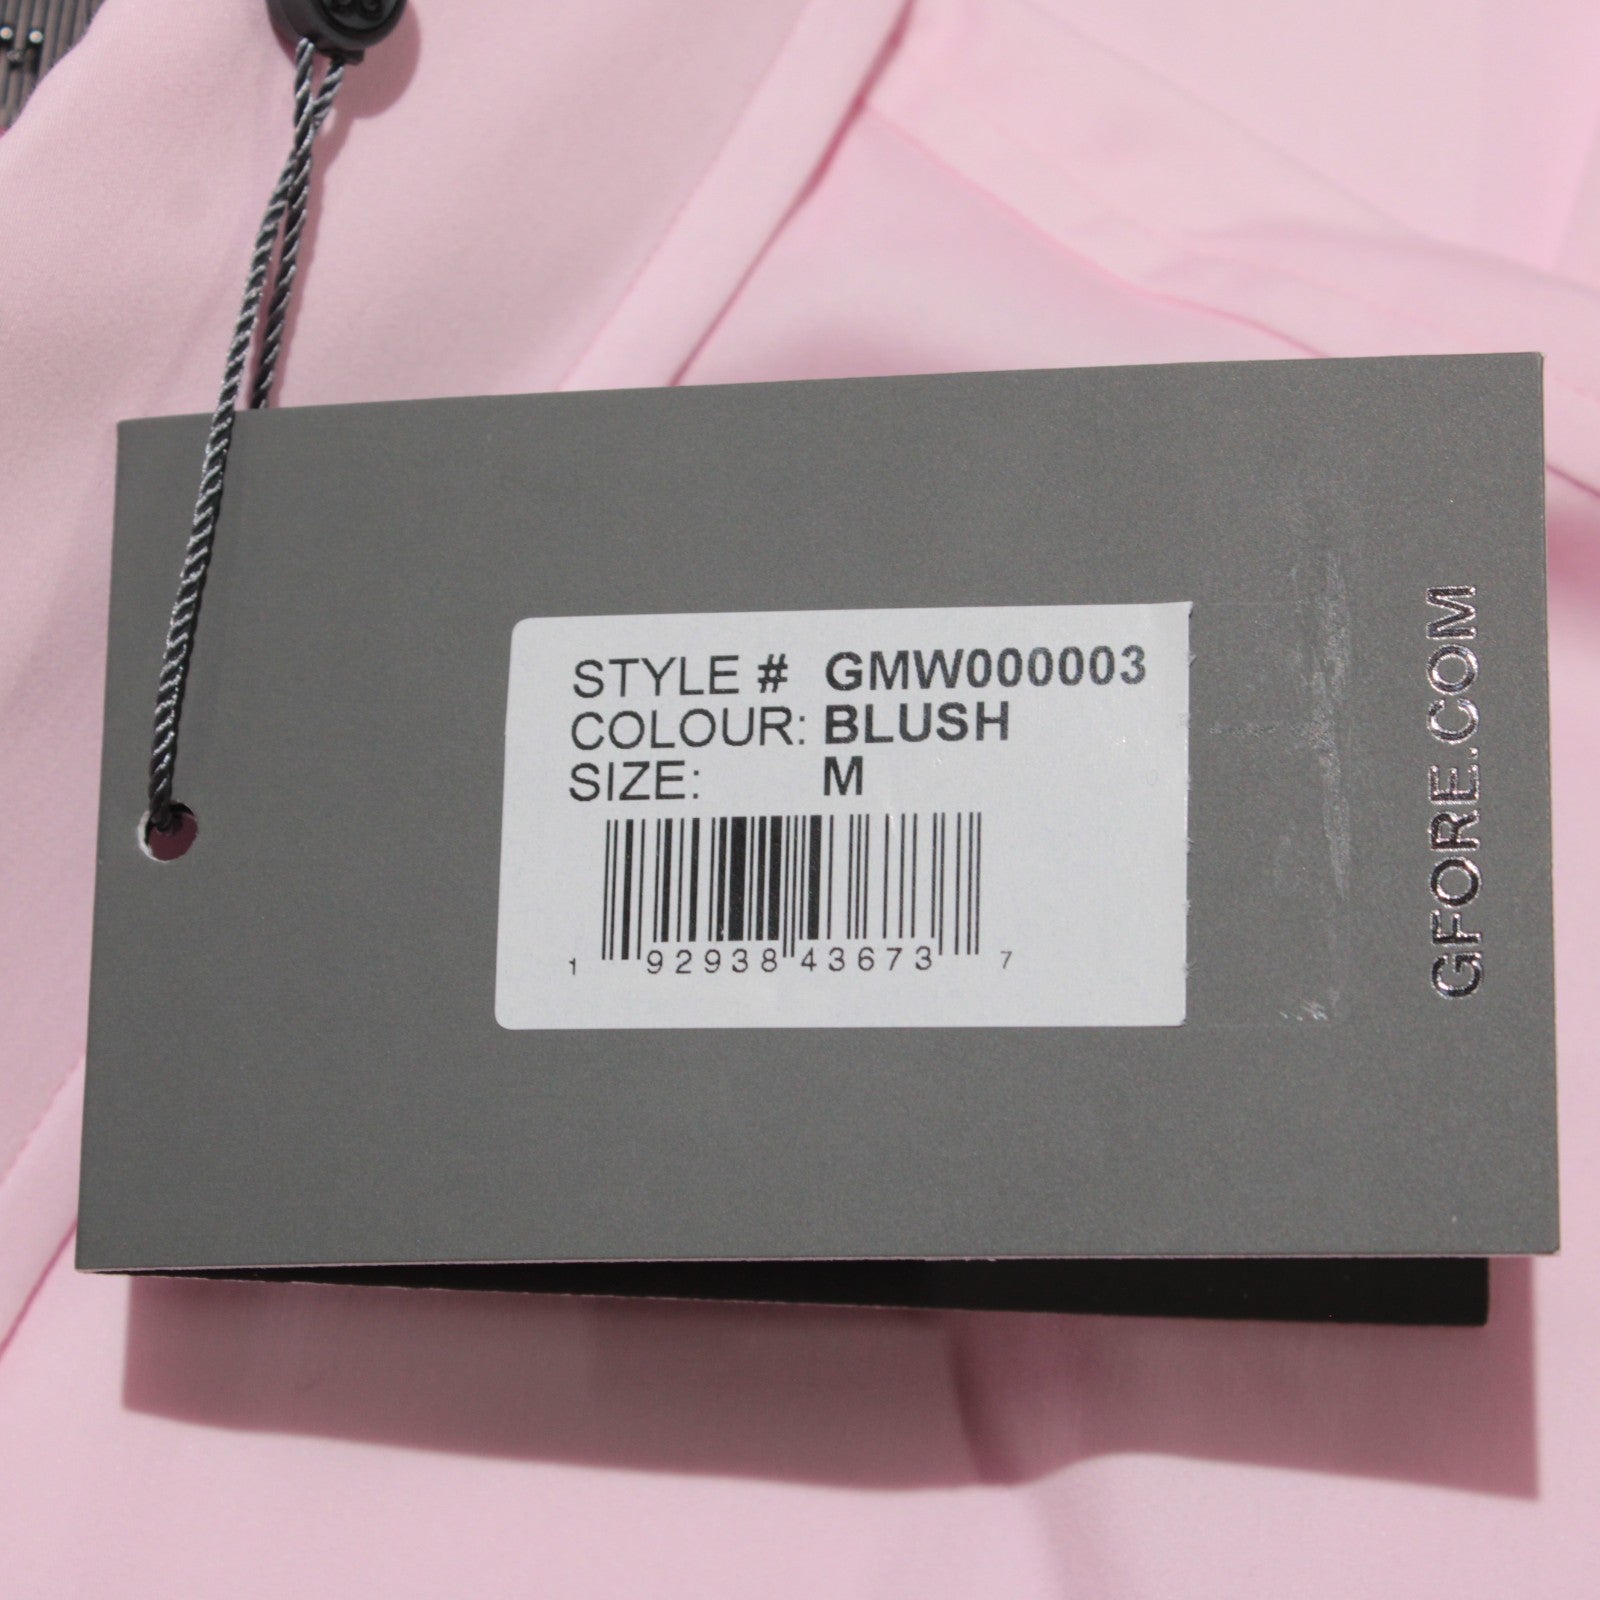 STYLE # GMW000003
COLOUR: BLUSH
SIZE: M
1 92938 43673 7
GFORE.COM